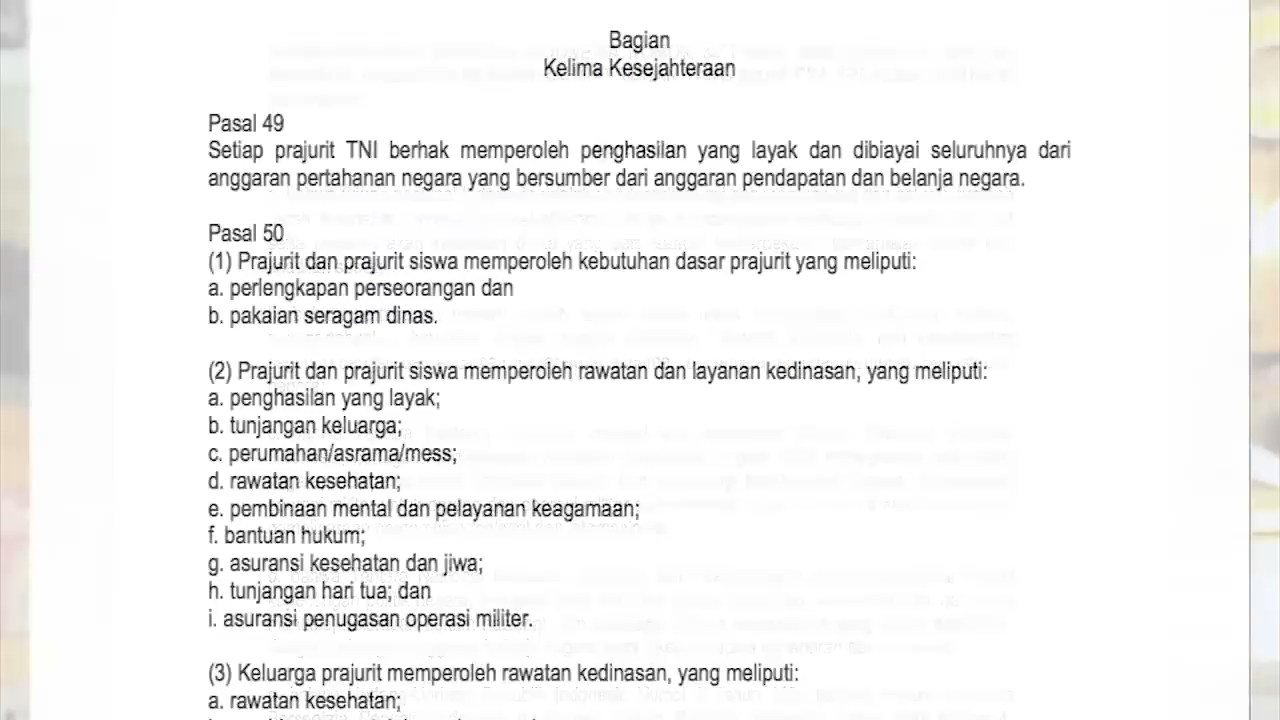 Bagian
Kelima Kesejahteraan
Pasal 49
Setiap prajurit TNI berhak memperoleh penghasilan yang layak dan dibiayai seluruhnya dari
anggaran pertahanan negara yang bersumber dari anggaran pendapatan dan belanja negara.
Pasal 50
(1) Prajurit dan prajurit siswa memperoleh kebutuhan dasar prajurit yang meliputi:
a. perlengkapan perseorangan dan
b. pakaian seragam dinas.
(2) Prajurit dan prajurit siswa memperoleh rawatan dan layanan kedinasan, yang meliputi:
a. penghasilan yang layak;
b. tunjangan keluarga;
c. perumahan/asrama/mess;
d. rawatan kesehatan;
e. pembinaan mental dan pelayanan keagamaan;
f. bantuan hukum;
g. asuransi kesehatan dan jiwa;
h. tunjangan hari tua; dan
i. asuransi penugasan operasi militer.
(3) Keluarga prajurit memperoleh rawatan kedinasan, yang meliputi:
a. rawatan kesehatan;